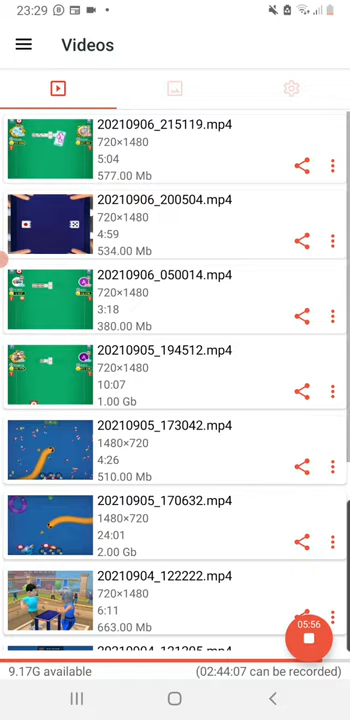 23:29
Videos
20210906_215119.mp4
720×1480
5:04
577.00 Mb
20210906_200504.mp4
720×1480
4:59
534.00 Mb
20210906_050014.mp4
720×1480
3:18
380.00 Mb
20210905_194512.mp4
720×1480
10:07
1.00 Gb
20210905_173042.mp4
1480×720
4:26
510.00 Mb
20210905_170632.mp4
1480×720
24:01
2.00 Gb
20210904_122222.mp4
720×1480
6:11
663.00 Mb
05:56
9.17G available
(02:44:07 can be recorded)